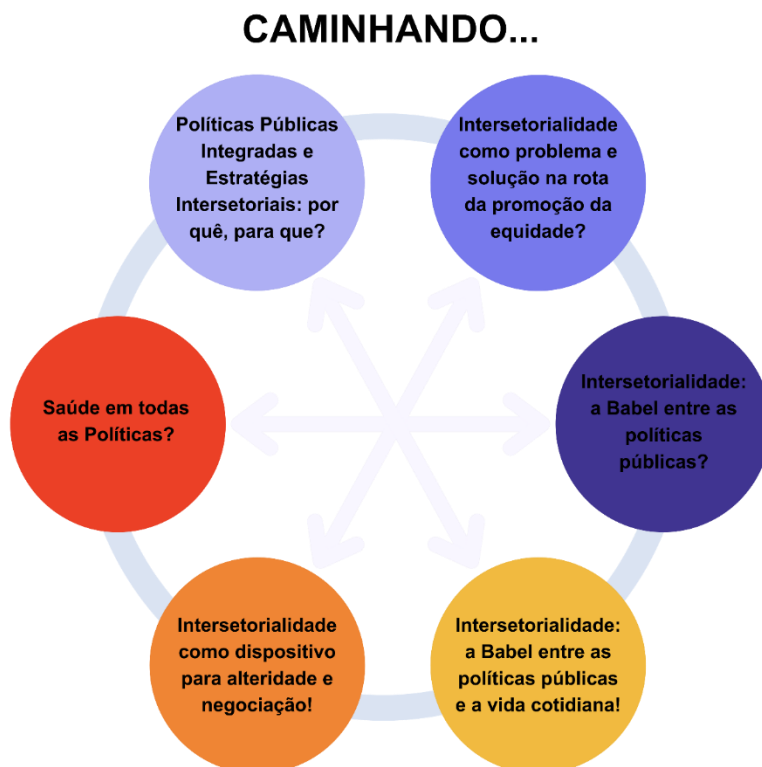 CAMINHANDO...
Políticas Públicas
Integradas e
Estratégias
Intersetoriais: por
quê, para que?
Intersetorialidade
como problema e
solução na rota
da promoção da
equidade?
Intersetorialidade:
a Babel entre as
políticas
públicas?
Intersetorialidade:
a Babel entre as
políticas públicas
e a vida cotidiana!
Intersetorialidade
como dispositivo
para alteridade e
negociação!
Saúde em todas
as Políticas?